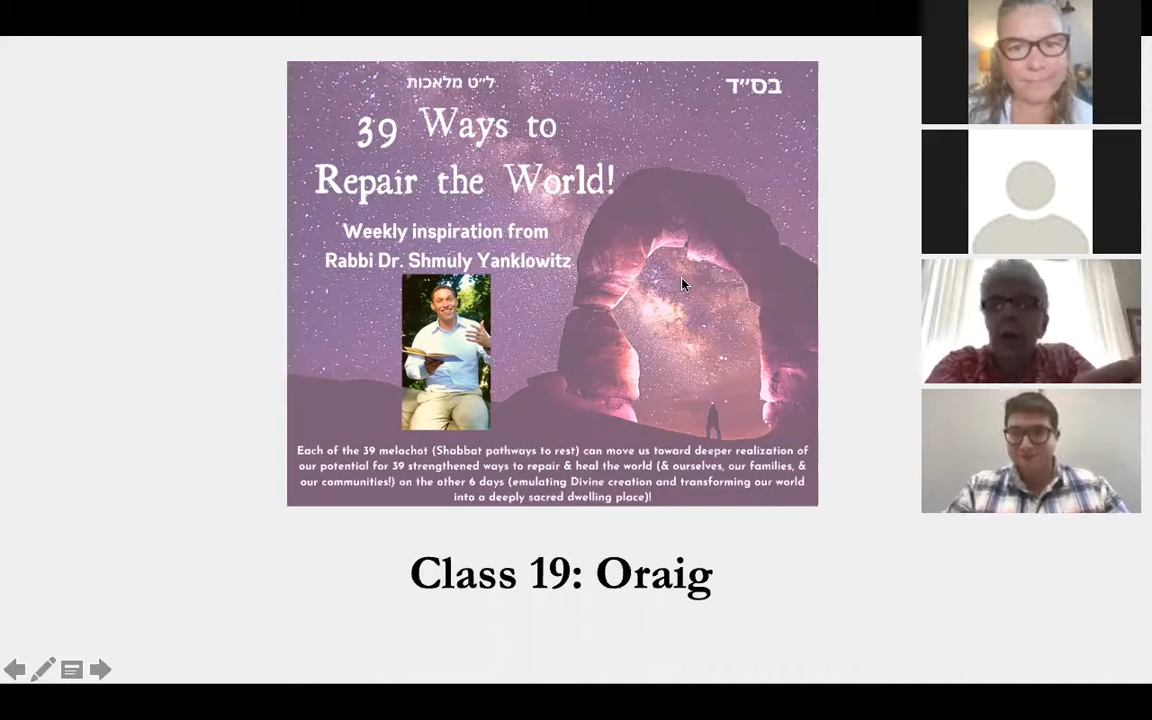 ל״ט מלאכות
בס״ד
39 Ways to
Repair the World!
Weekly inspiration from
Rabbi Dr. Shmuly Yanklowitz
Each of the 39 melachot (Shabbat pathways to rest) can move us toward deeper realization of
our potential for 39 strengthened ways to repair & heal the world (& ourselves, our families, &
our communities!) on the other 6 days (emulating Divine creation and transforming our world
into a deeply sacred dwelling place)!
Class 19: Oraig